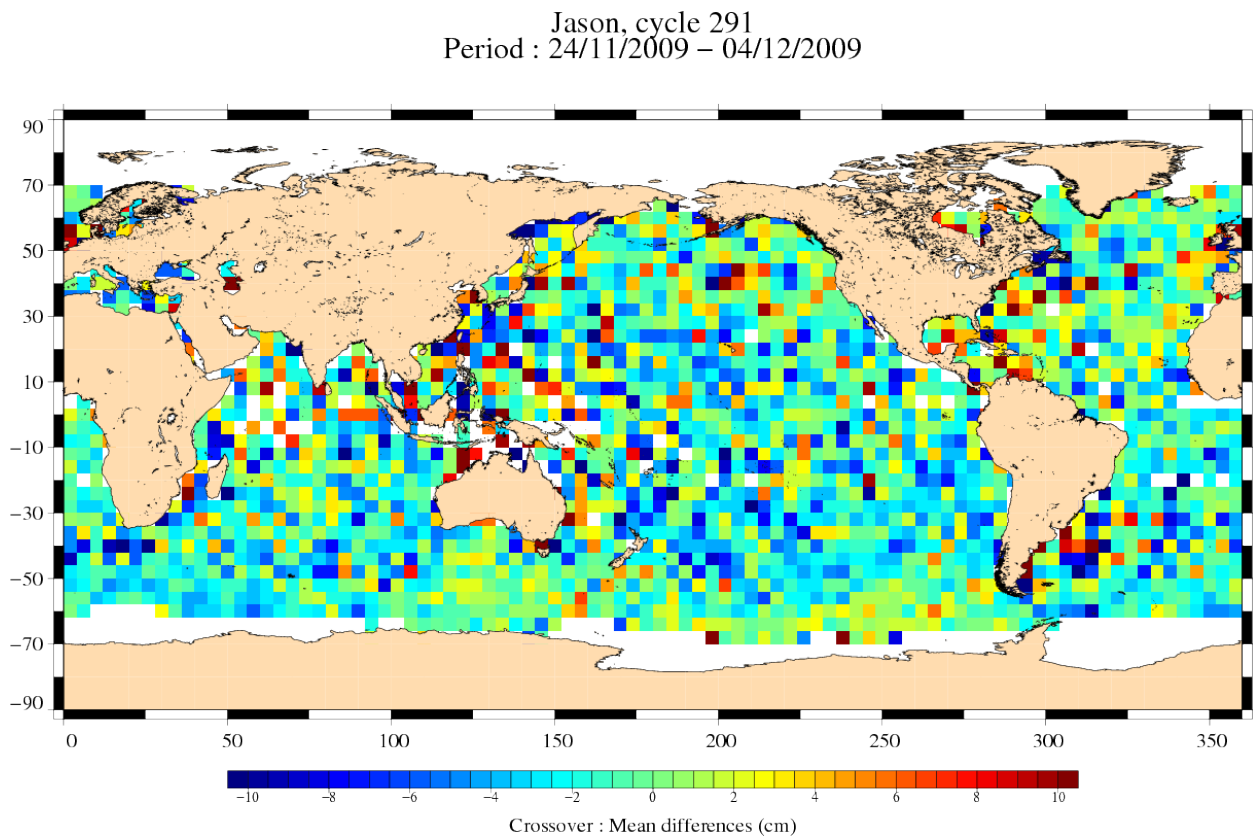 Jason, cycle 291
Period : 24/11/2009 – 04/12/2009
90
70
50
30
10
−10
−30
−50
−70
−90
0 50 100 150 200 250 300 350
−10 −8 −6 −4 −2 0 2 4 6 8 10
Crossover : Mean differences (cm)